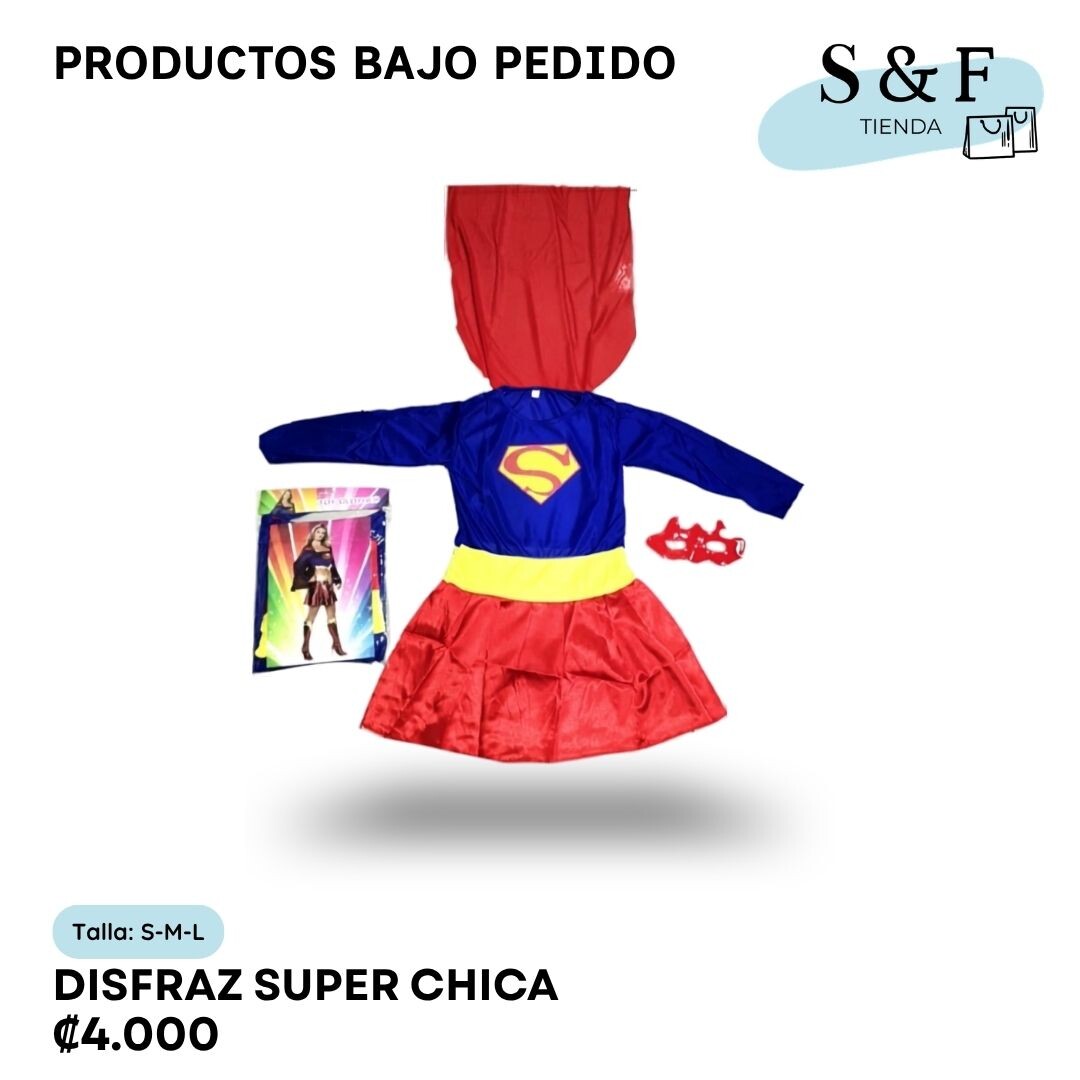 PRODUCTOS BAJO PEDIDO
S & F
TIENDA
S
Talla: S-M-L
DISFRAZ SUPER CHICA
₡4.000